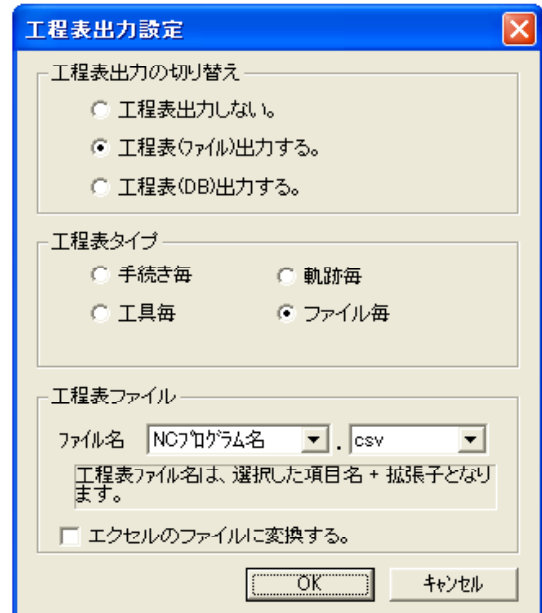 工程表出力設定
工程表出力の切り替え
工程表出力しない。
工程表(ﾌｧｲﾙ)出力する。
工程表(DB)出力する。
工程表タイプ
手続き毎 軌跡毎
工具毎 ファイル毎
工程表ファイル
ﾌｧｲﾙ名 NCﾌﾟﾛｸﾞﾗﾑ名 . csv
工程表ﾌｧｲﾙ名は、選択した項目名 + 拡張子となり
ます。
エクセルのファイルに変換する。
OK ｷｬﾝｾﾙ